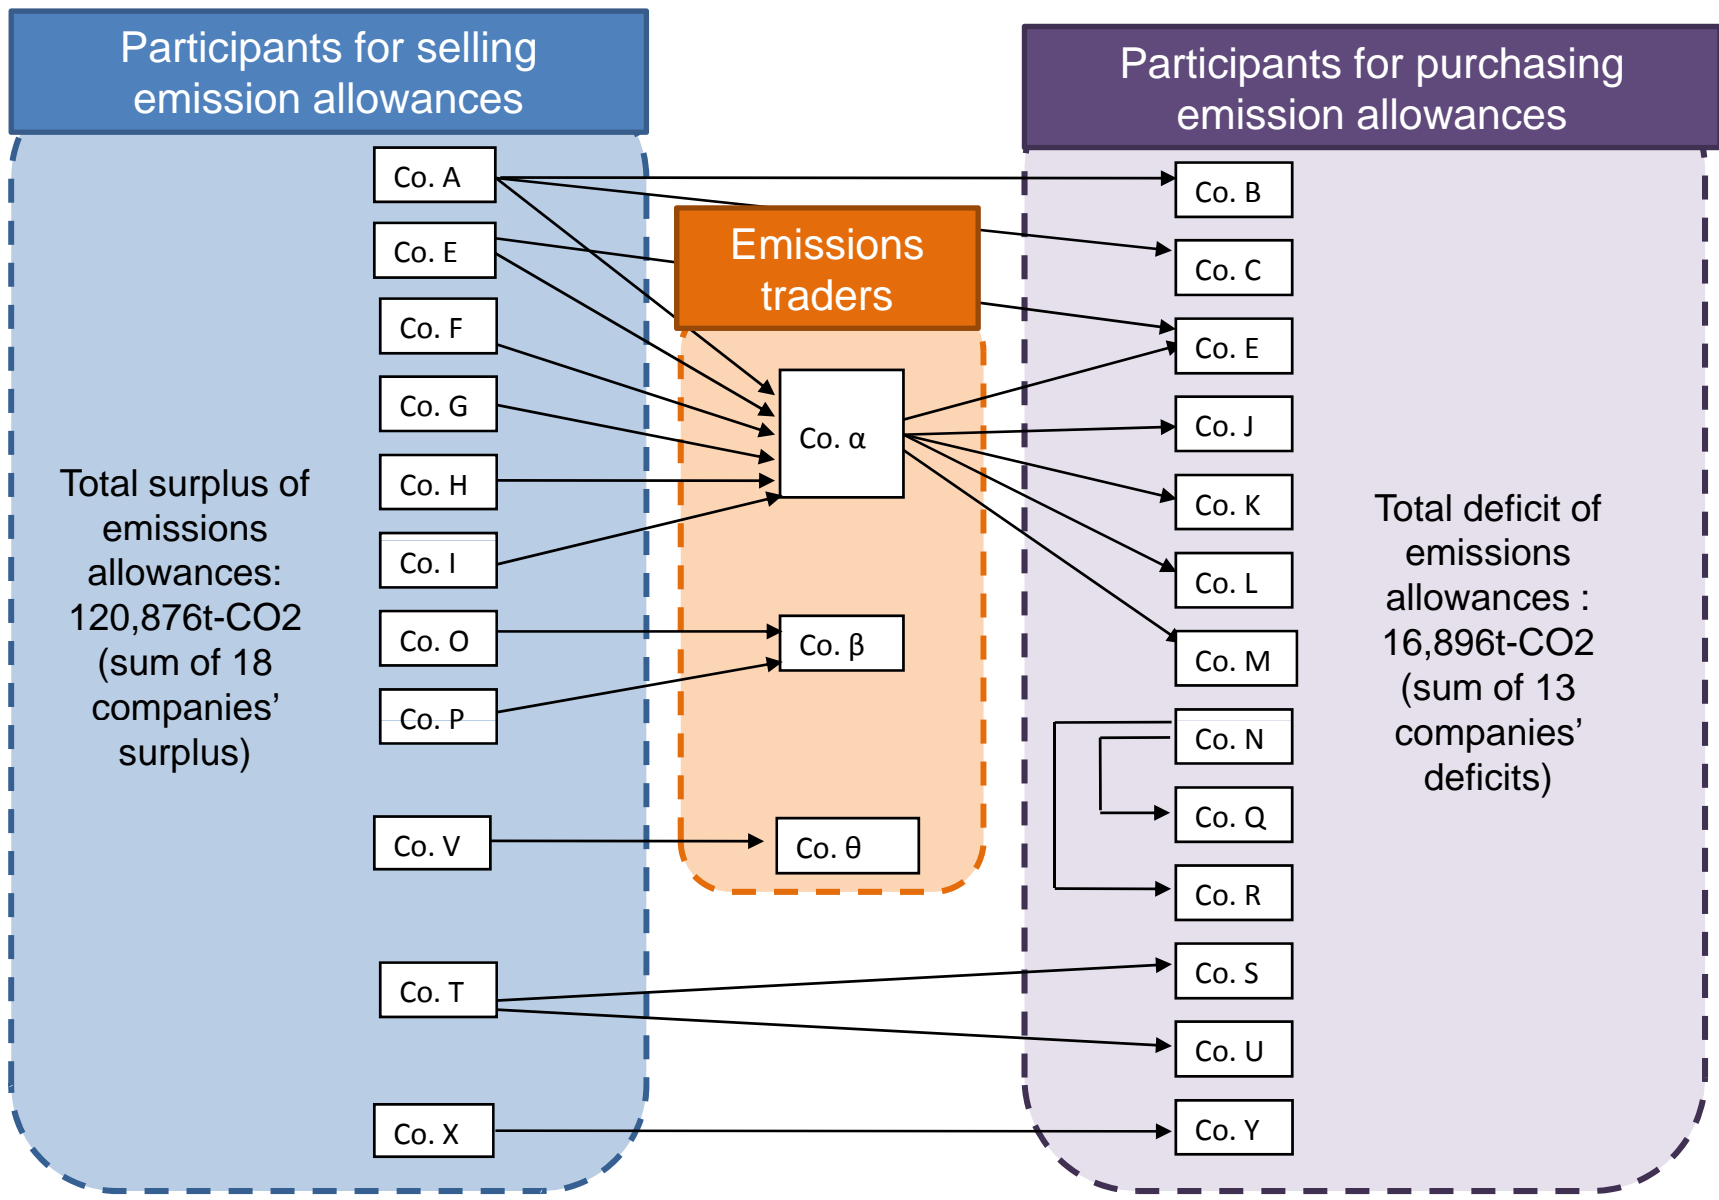 Participants for selling
emission allowances
Participants for purchasing
emission allowances
Emissions
traders
Co. A
Co. E
Co. F
Co. G
Co. H
Co. I
Co. O
Co. P
Co. V
Co. T
Co. X
Total surplus of
emissions
allowances:
120,876t-CO2
(sum of 18
companies’
surplus)
Co. α
Co. β
Co. θ
Co. B
Co. C
Co. E
Co. J
Co. K
Co. L
Co. M
Co. N
Co. Q
Co. R
Co. S
Co. U
Co. Y
Total deficit of
emissions
allowances :
16,896t-CO2
(sum of 13
companies’
deficits)